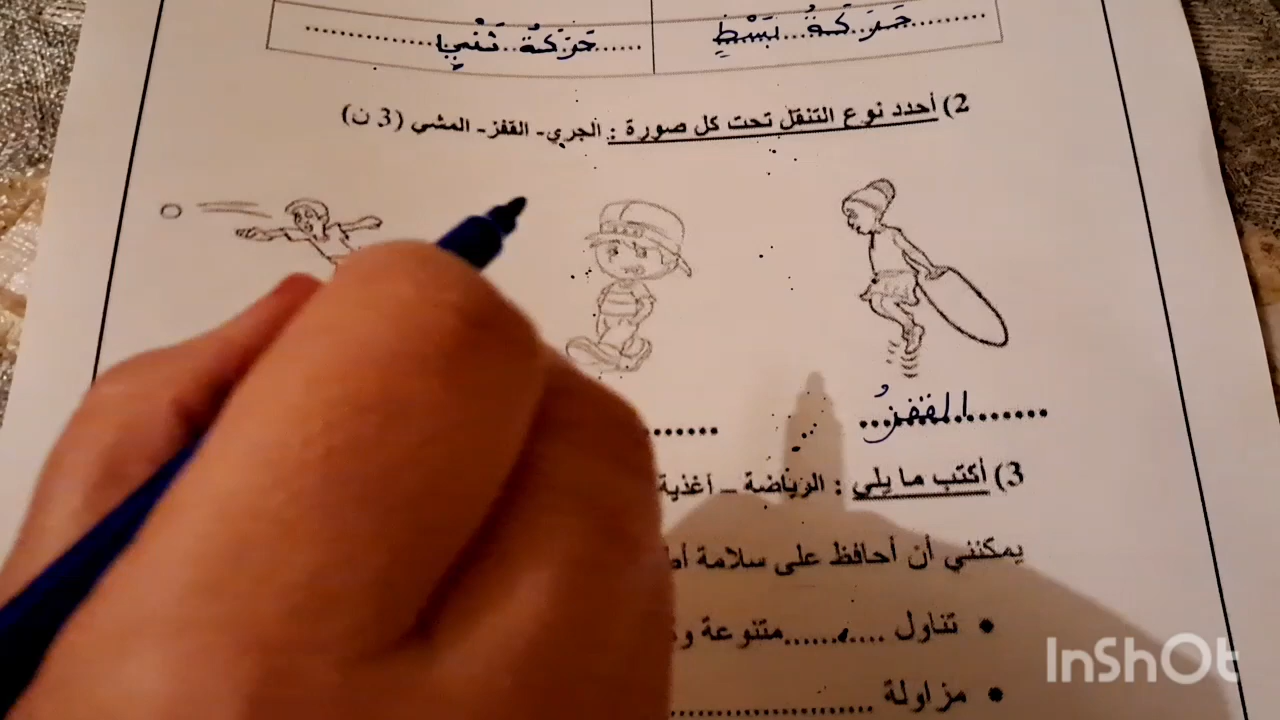 حَرَكَةُ بَسْطٍ
حَرَكَةُ ثَنْيٍ
2) أحدد نوع التنقل تحت كل صورة : الجري- القفز- المشي (3 ن)
القفزُ
3) أكتب ما يلي : الرياضة – أغذية
يمكنني أن أحافظ على سلامة
• تناول ........... متنوعة
• مزاولة ......................
InShOt